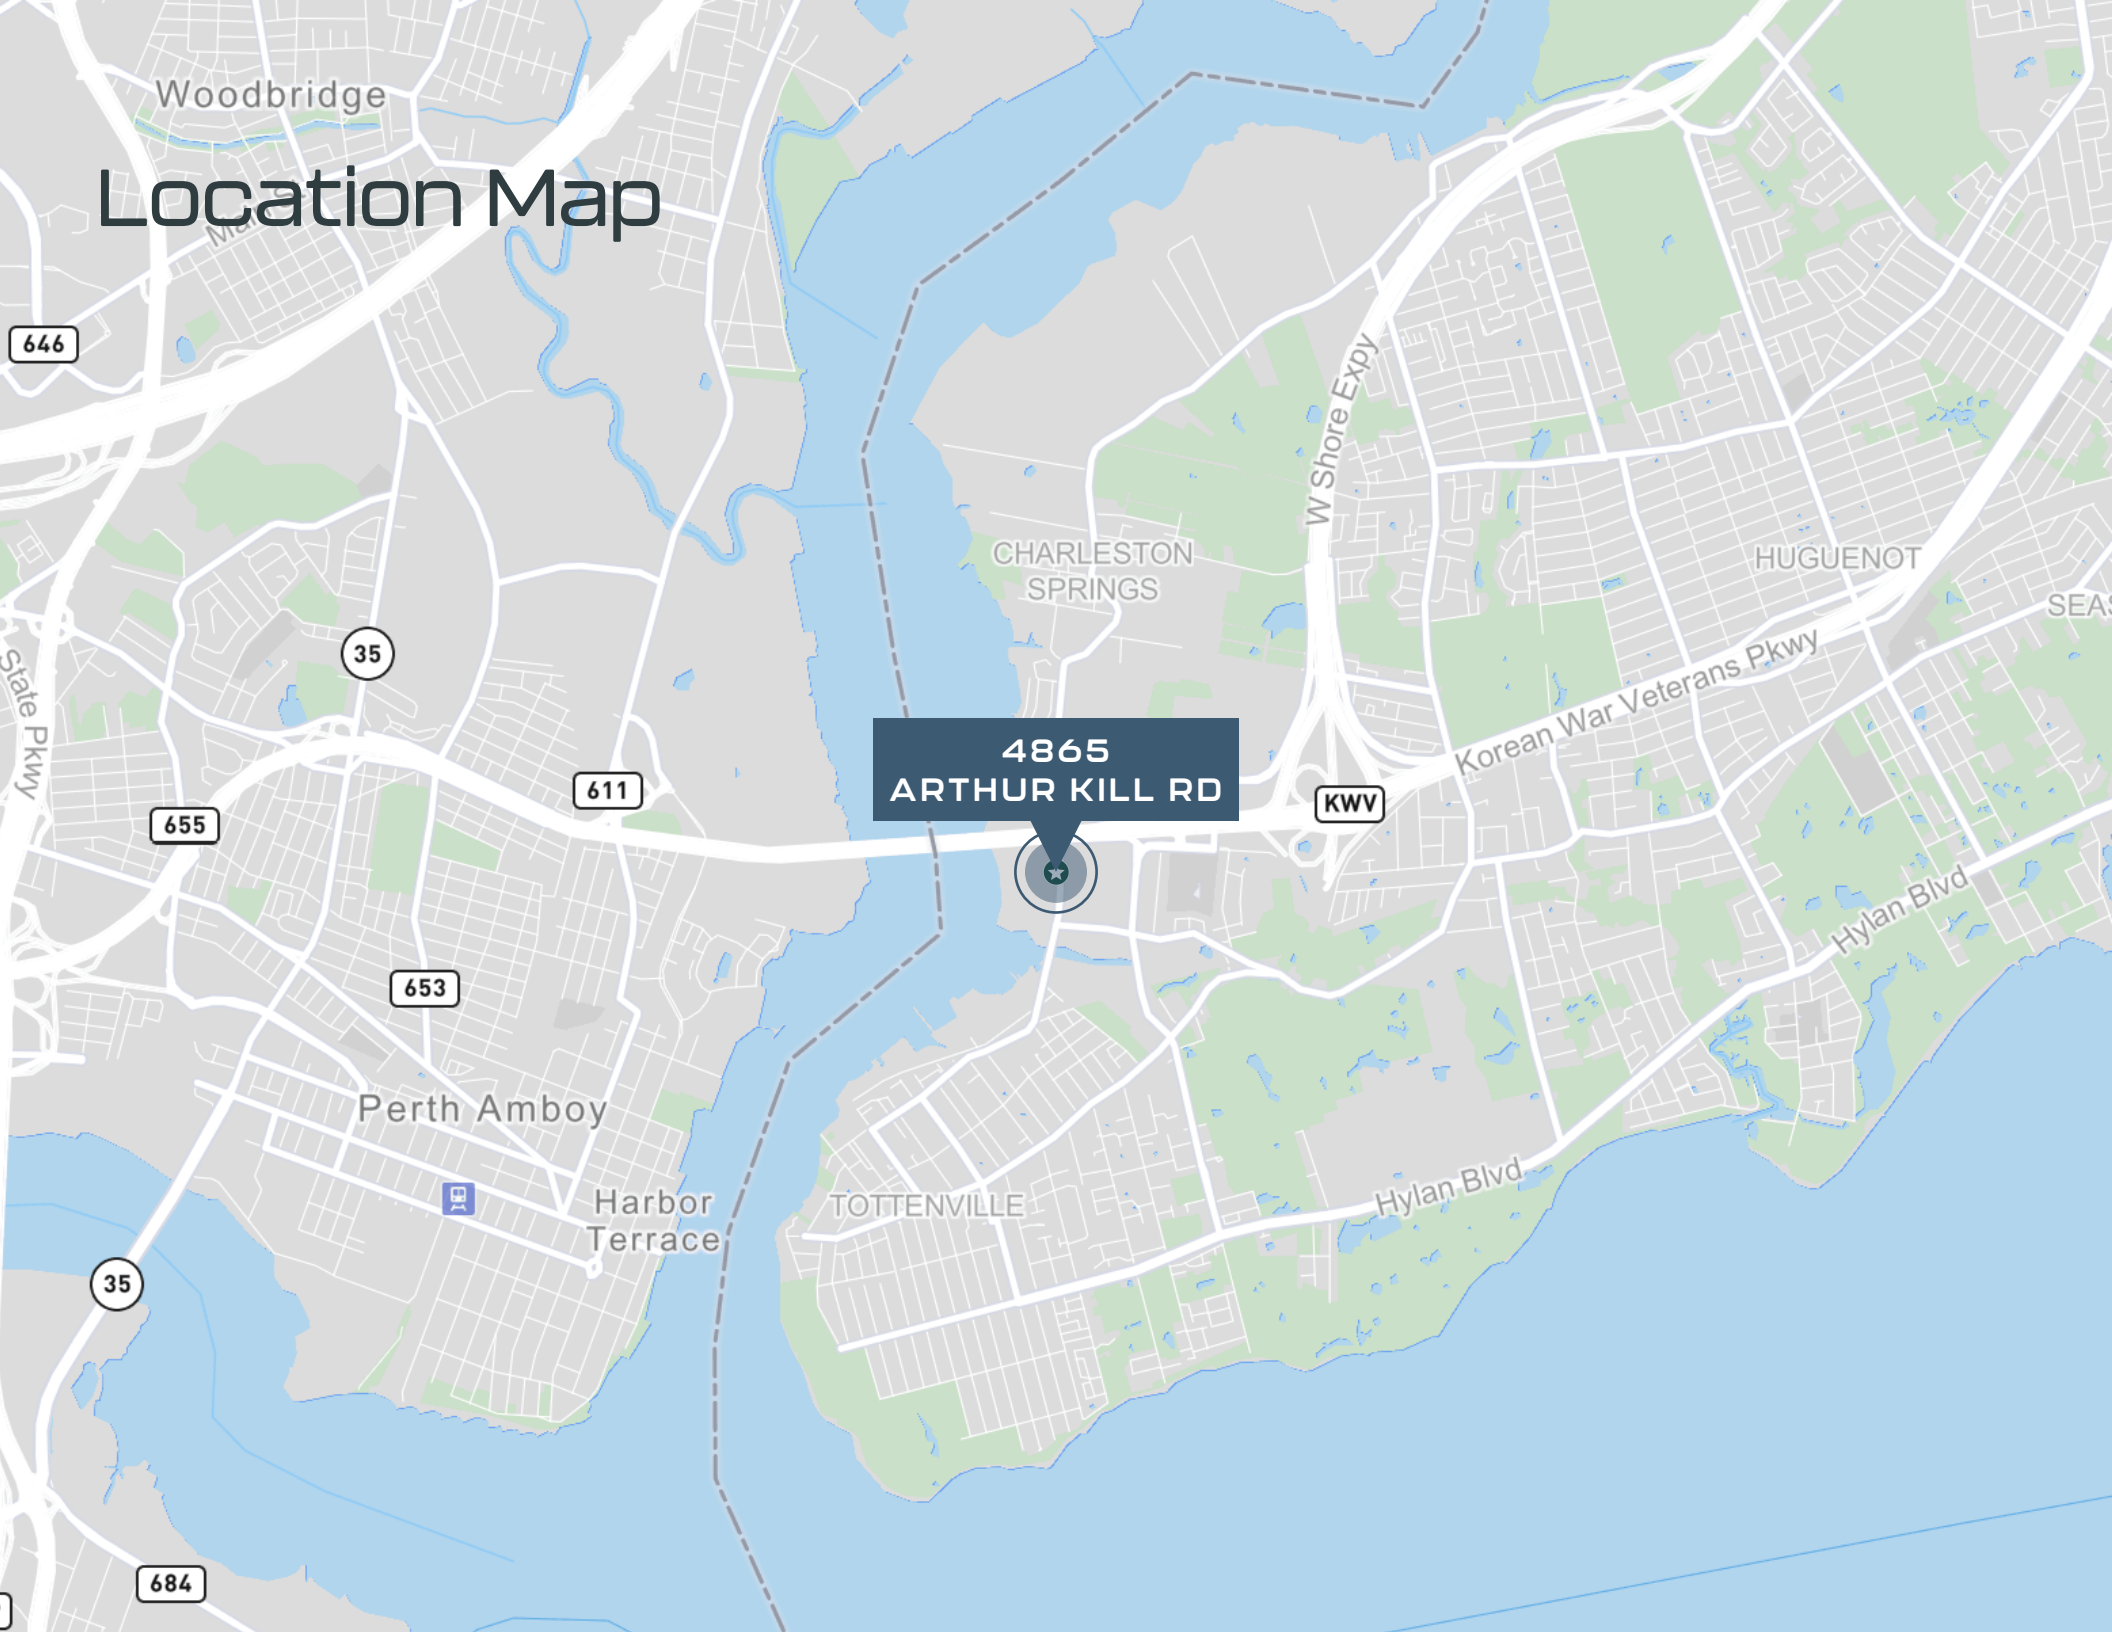 Woodbridge
Location Map
646
W Shore Expy
CHARLESTON
SPRINGS
HUGUENOT
35
State Pkwy
Korean War Veterans Pkwy
4865
ARTHUR KILL RD
611
KWV
655
Hylan Blvd
653
Perth Amboy
Harbor
Terrace
TOTTENVILLE
Hylan Blvd
35
684